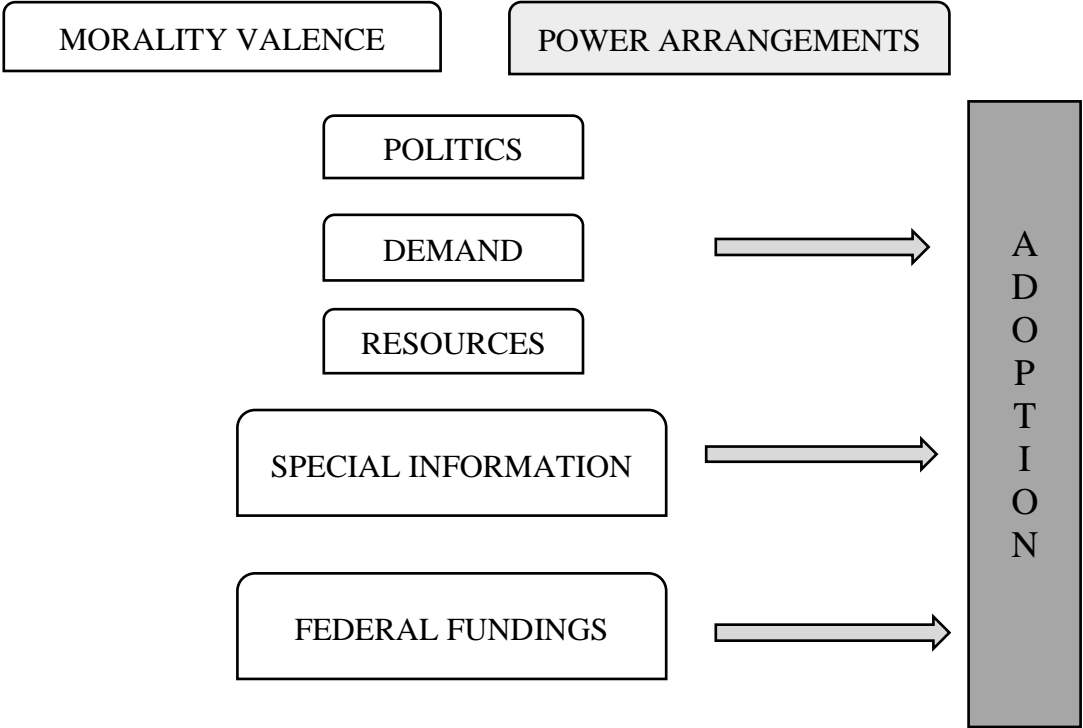 MORALITY VALENCE
POWER ARRANGEMENTS
POLITICS
DEMAND
RESOURCES
SPECIAL INFORMATION
FEDERAL FUNDINGS
A
D
O
P
T
I
O
N